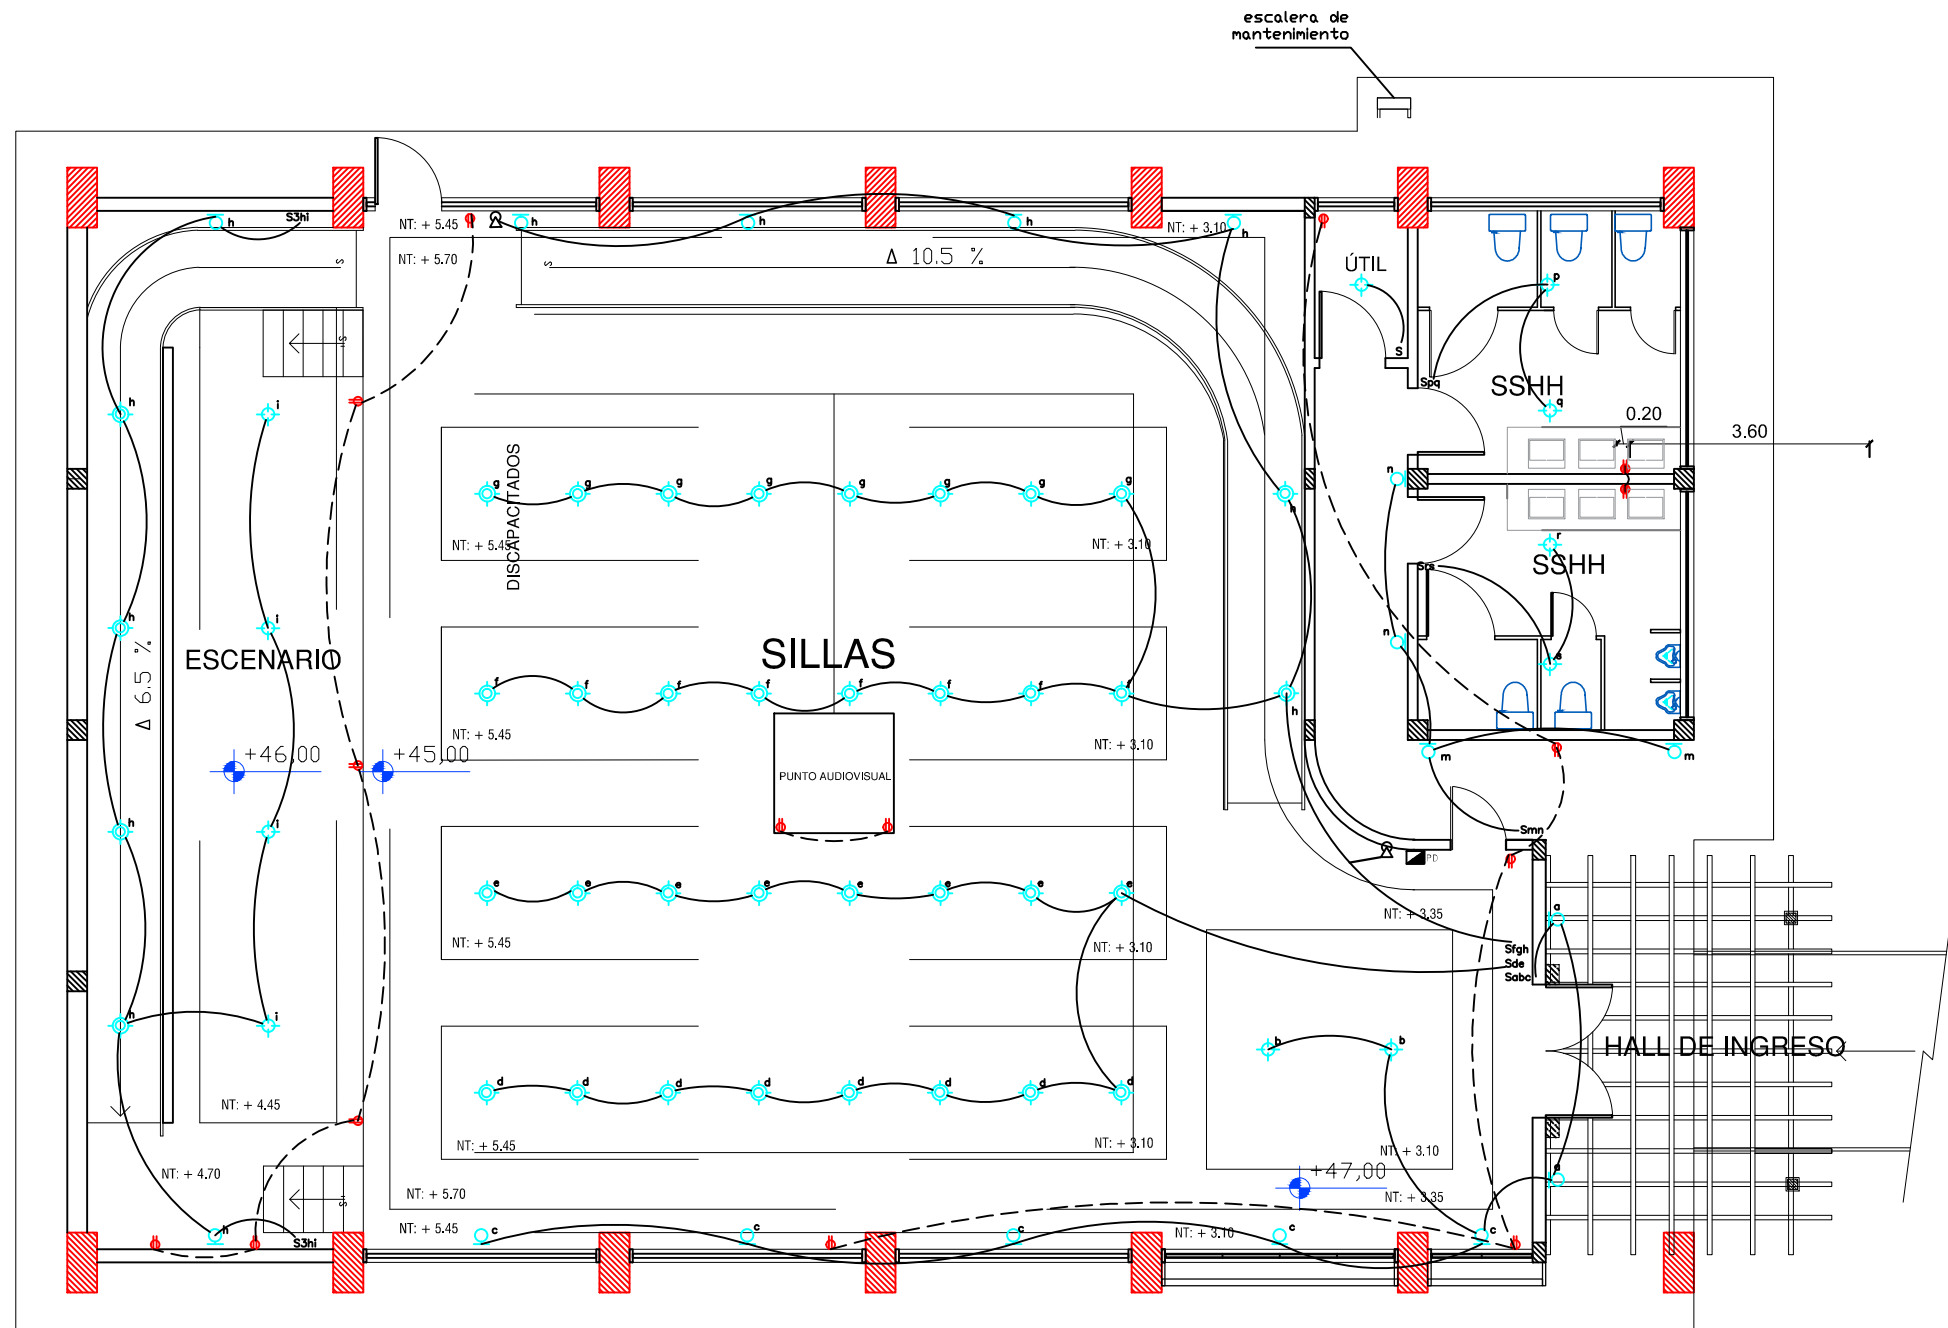 escalera de
mantenimiento
S3hi
h
NT: + 5.45
h
h
h
h
NT: + 3.10
NT: + 5.70
Δ 10.5 %
S
S
ÚTIL
S
p
Spq
SSHH
q
0.20
3.60
h
i
S
DISCAPACITADOS
g
g
g
g
g
g
g
g
h
n
NT: + 5.45
NT: + 3.10
r
SSHH
Srs
s
h
i
n
Δ 6.5 %
ESCENARIO
SILLAS
f
f
f
f
f
f
f
f
h
NT: + 5.45
NT: + 3.10
m
m
+46,00
+45,00
PUNTO AUDIOVISUAL
h
i
Smn
PD
e
e
e
e
e
e
e
e
NT: + 5.45
NT: + 3.10
NT: + 3.35
a
Sfgh
Sde
Sabc
h
i
b
b
HALL DE INGRESO
d
d
d
d
d
d
d
d
NT: + 4.45
NT: + 5.45
NT: + 3.10
NT: + 3.10
NT: + 4.70
+47,00
a
NT: + 5.70
NT: + 3.35
S
h
S3hi
NT: + 5.45
c
c
c
c
c
NT: + 3.10